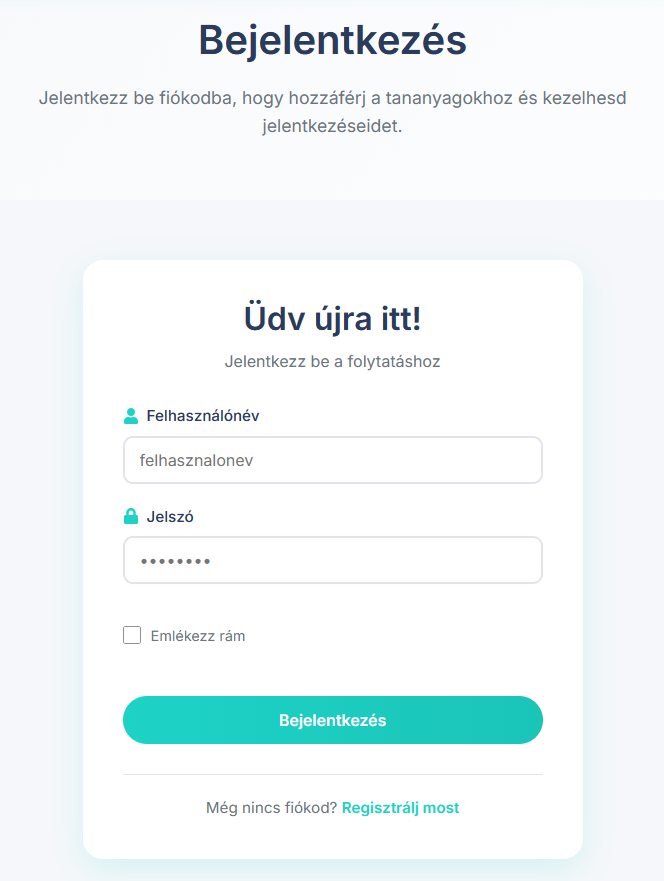 Bejelentkezés
Jelentkezz be fiókodba, hogy hozzáférj a tananyagokhoz és kezelhesd
jelentkezéseidet.
Üdv újra itt!
Jelentkezz be a folytatáshoz
Felhasználónév
felhasznalonev
Jelszó
••••••••
Emlékezz rám
Bejelentkezés
Még nincs fiókod? Regisztrálj most